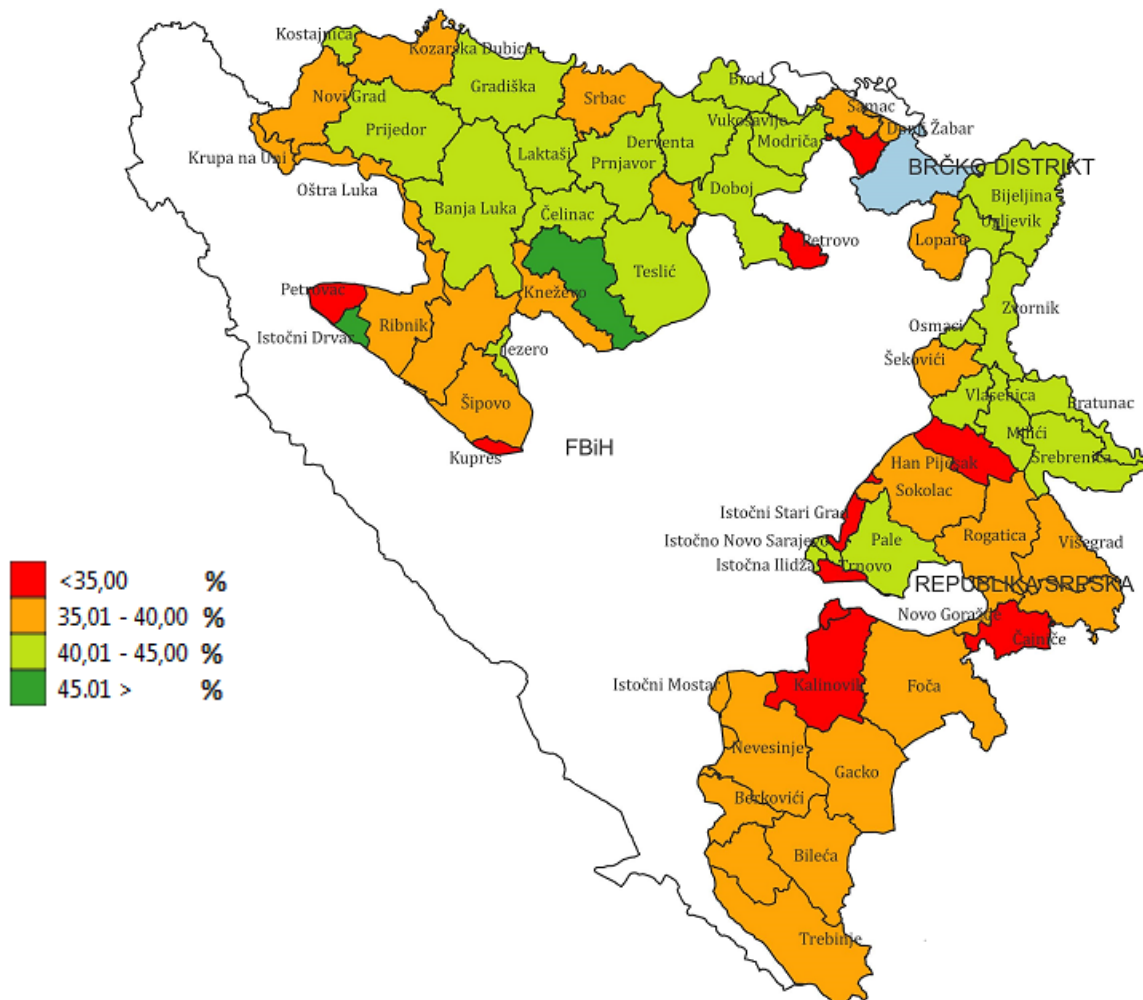 Kostajnica
Kozarska Dubica
Gradiška
Novi Grad
Srbac
Brod
Šamac
Prijedor
Vukosavlje
Donji Žabar
Derventa
Modriča
Laktaši
Prnjavor
Krupa na Uni
BRČKO DISTRIKT
Oštra Luka
Doboj
Bijeljina
Banja Luka
Čelinac
Ugljevik
Petrovo
Lopare
Teslić
Petrovac
Kneževo
Zvornik
Istočni Drvar
Ribnik
Osmaci
Jezero
Šekovići
Šipovo
Vlasenica
Bratunac
Milići
FBiH
Kupres
Han Pijesak
Srebrenica
Sokolac
Istočni Stari Grad
Istočno Novo Sarajevo
Pale
Rogatica
Višegrad
Istočna Ilidža
Trnovo
REPUBLIKA SRPSKA
Novo Goražde
Čajniče
Istočni Mostar
Kalinovik
Foča
Nevesinje
Gacko
Berkovići
Bileća
Trebinje
<35,00 %
35,01 - 40,00 %
40,01 - 45,00 %
45.01 > %